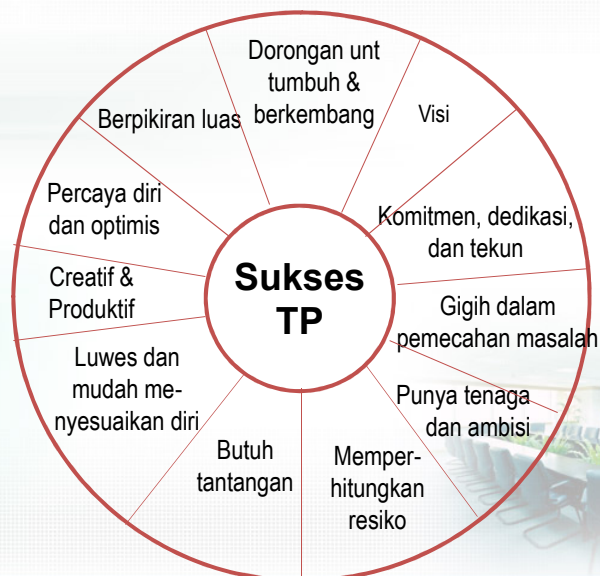 Dorongan unt
tumbuh &
berkembang
Visi
Komitmen, dedikasi,
dan tekun
Gigih dalam
pemecahan masalah
Punya tenaga
dan ambisi
Memper-
hitungkan
resiko
Butuh
tantangan
Luwes dan
mudah me-
nyesuaikan diri
Creatif &
Produktif
Percaya diri
dan optimis
Berpikiran luas
Sukses
TP